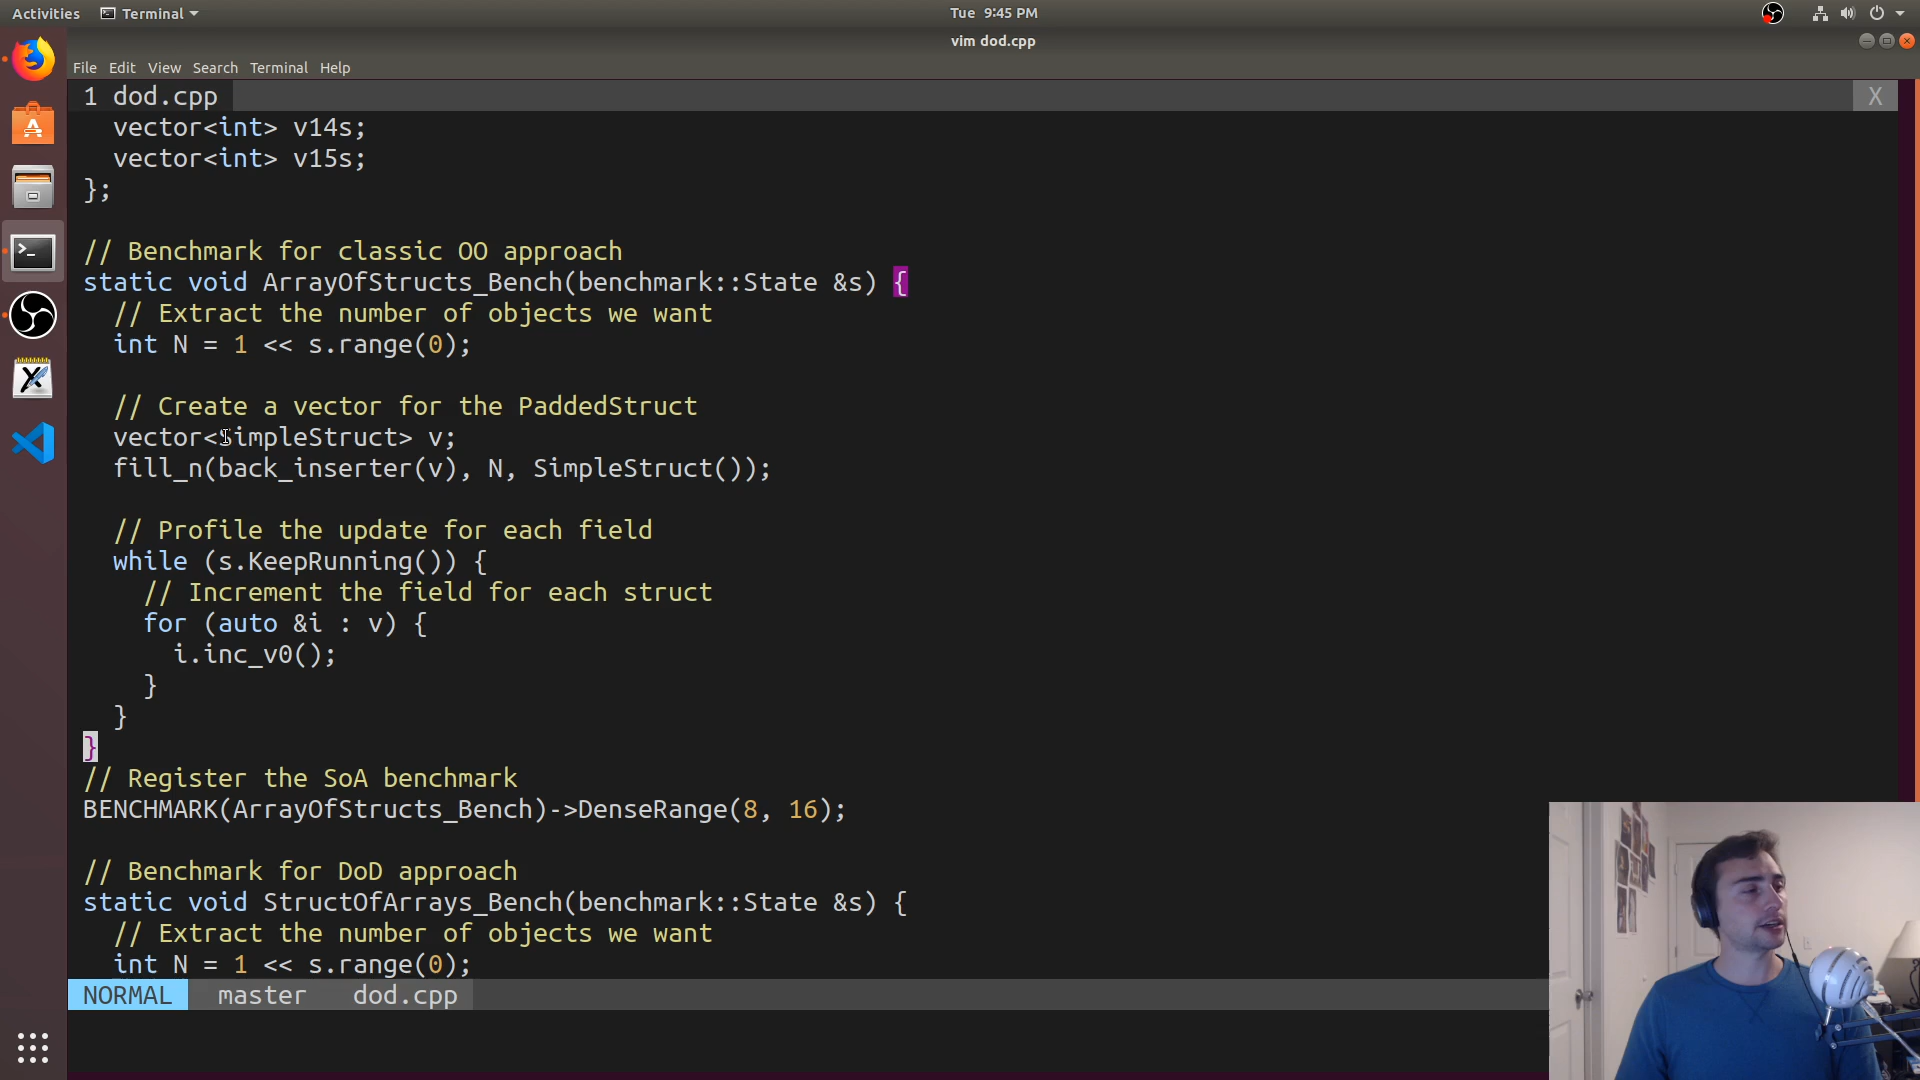 Activities Terminal Tue 9:45 PM
vim dod.cpp
File Edit View Search Terminal Help
1 dod.cpp X
vector<int> v14s;
vector<int> v15s;
};
// Benchmark for classic OO approach
static void ArrayOfStructs_Bench(benchmark::State &s) {
// Extract the number of objects we want
int N = 1 << s.range(0);
// Create a vector for the PaddedStruct
vector<SimpleStruct> v;
fill_n(back_inserter(v), N, SimpleStruct());
// Profile the update for each field
while (s.KeepRunning()) {
// Increment the field for each struct
for (auto &i : v) {
i.inc_v0();
}
}
}
// Register the SoA benchmark
BENCHMARK(ArrayOfStructs_Bench)->DenseRange(8, 16);
// Benchmark for DoD approach
static void StructOfArrays_Bench(benchmark::State &s) {
// Extract the number of objects we want
int N = 1 << s.range(0);
NORMAL master dod.cpp